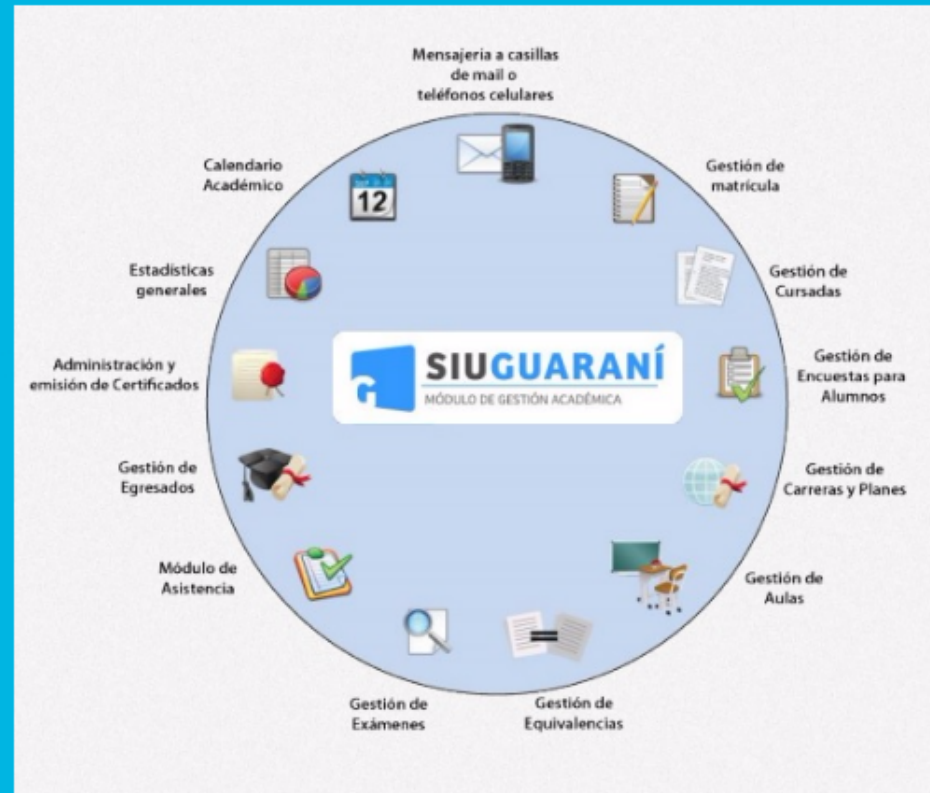 Mensajería a casillas
de mail o
teléfonos celulares
Calendario
Académico
12
Gestión de
matrícula
Estadísticas
generales
Gestión de
Cursadas
Administración y
emisión de Certificados
SIUGUARANÍ
MÓDULO DE GESTIÓN ACADÉMICA
G
Gestión de
Encuestas para
Alumnos
Gestión de
Egresados
Gestión de
Carreras y Planes
Módulo de
Asistencia
Gestión de
Aulas
Gestión de
Exámenes
Gestión de
Equivalencias